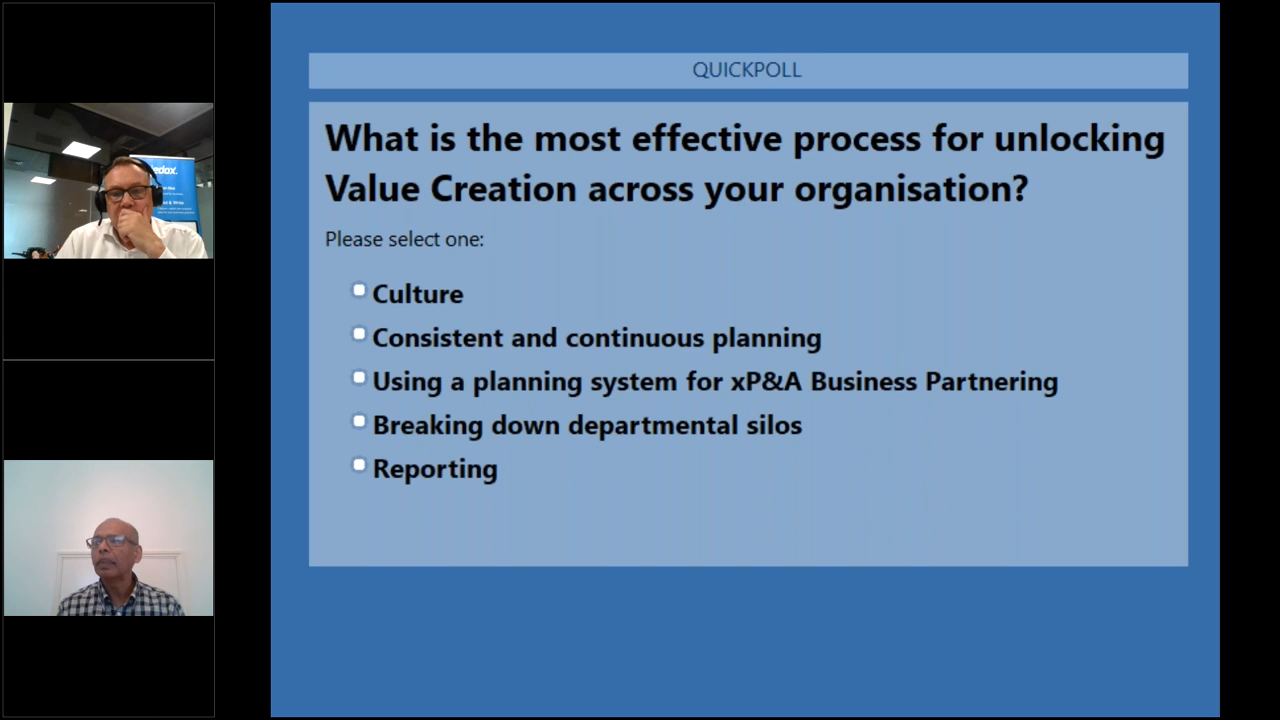 QUICKPOLL
What is the most effective process for unlocking
Value Creation across your organisation?
Please select one:
Culture
Consistent and continuous planning
Using a planning system for xP&A Business Partnering
Breaking down departmental silos
Reporting